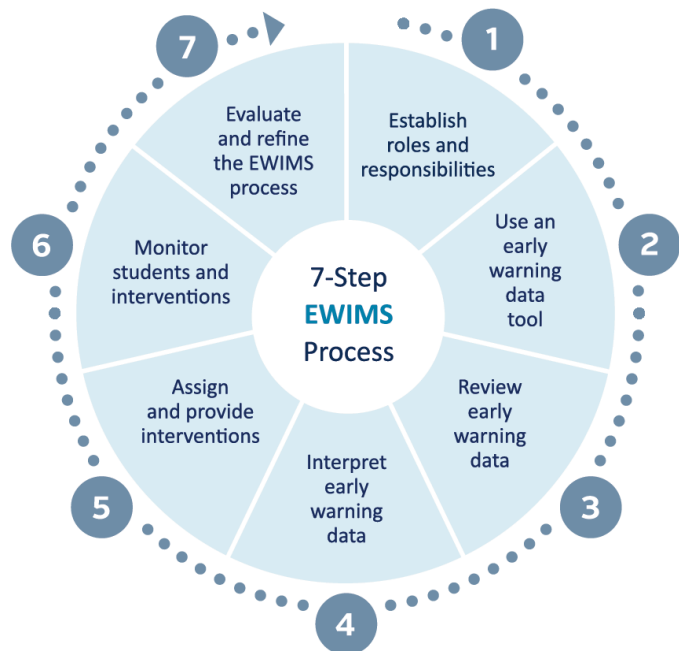 7-Step
EWIMS
Process
1
Establish
roles and
responsibilities
2
Use an
early
warning
data
tool
3
Review
early
warning
data
4
Interpret
early
warning
data
5
Assign
and provide
interventions
6
Monitor
students and
interventions
7
Evaluate
and refine
the EWIMS
process